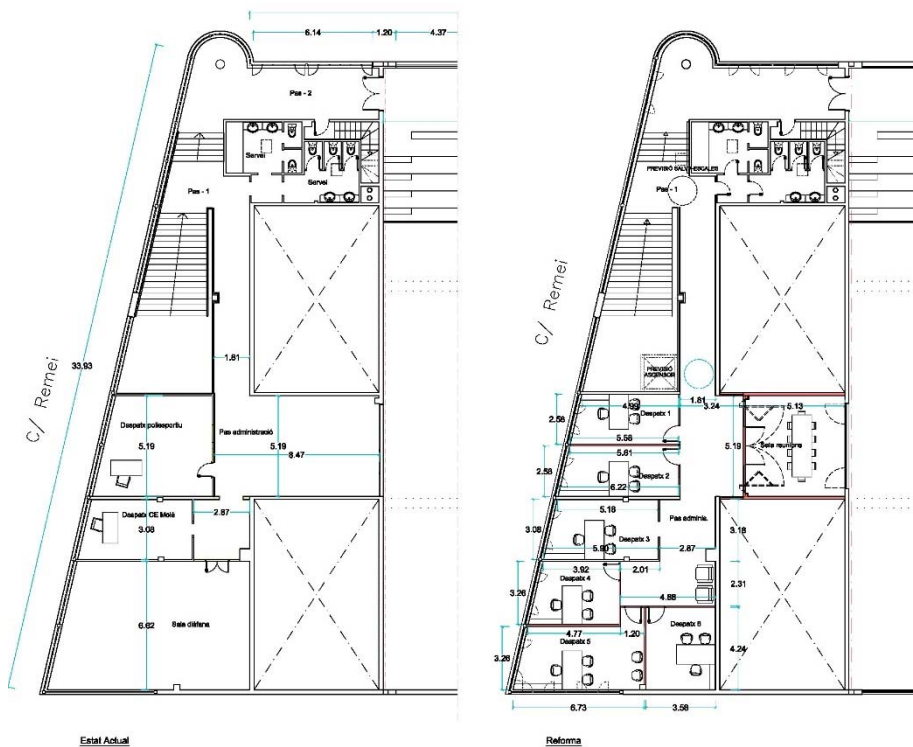 6.14
1.20
4.37
Pas - 2
Servei
Servei
Pas - 1
C/ Remei
33.93
1.81
Despatx poliesportiu
5.19
Pas administració
5.19
8.47
Despatx CE Moià
3.08
2.87
6.62
Sala diàfana
Estat Actual
PREVISIÓ SALVAESCALES
Pas - 1
C/ Remei
PREVISIÓ
ASCENSOR
1.81
4.99
3.24
5.13
2.58
Despatx 1
5.58
5.19
Sala reunions
5.61
2.58
Despatx 2
6.22
5.18
Pas adminis.
3.08
Despatx 3
3.18
5.90
2.87
3.92
2.01
Despatx 4
2.31
3.26
4.88
Despatx 6
4.77
1.20
Despatx 5
4.24
3.26
6.73
3.58
Reforma